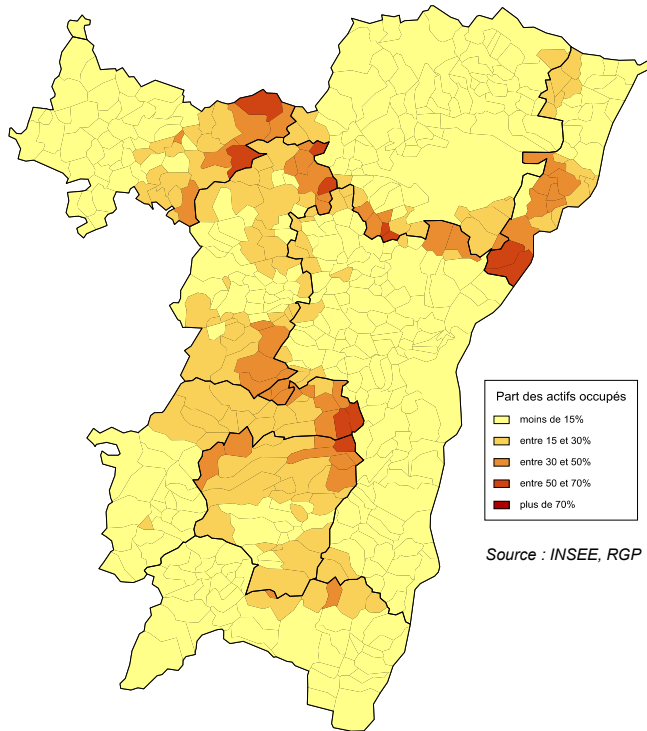 Part des actifs occupés
moins de 15%
entre 15 et 30%
entre 30 et 50%
entre 50 et 70%
plus de 70%
Source : INSEE, RGP